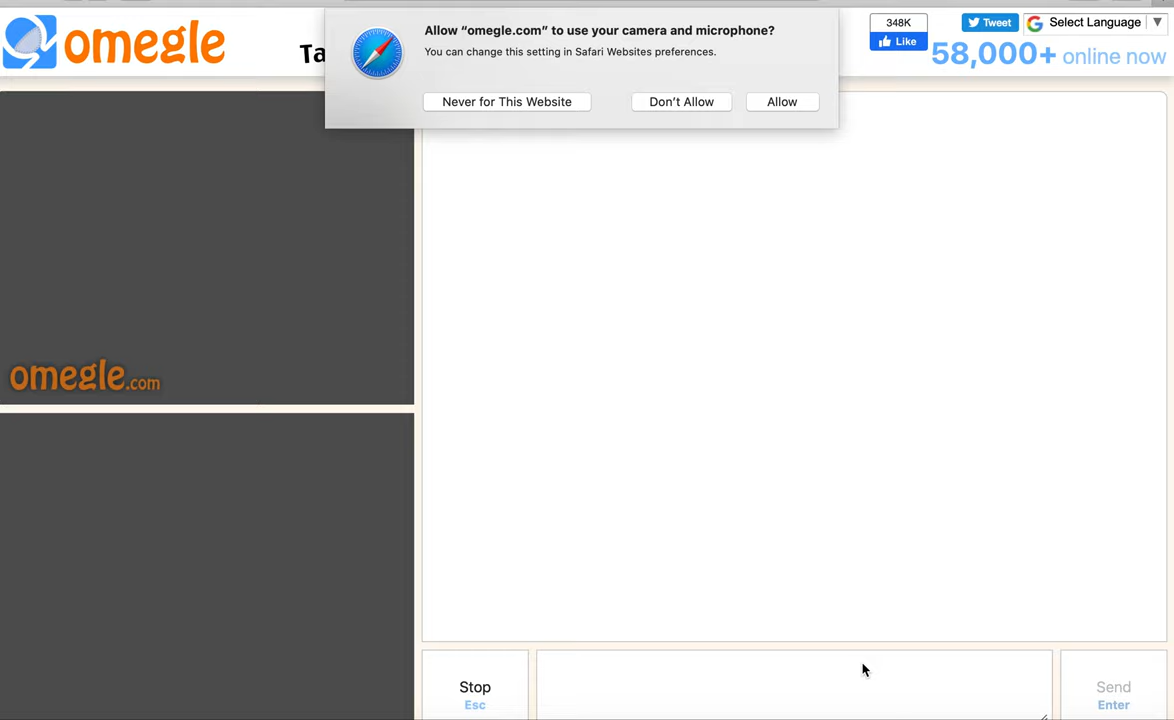 omegle
Ta
Allow “omegle.com” to use your camera and microphone?
You can change this setting in Safari Websites preferences.
Never for This Website
Don’t Allow
Allow
348K
Like
Tweet
Select Language ▼
58,000+ online now
omegle.com
Stop
Esc
Send
Enter